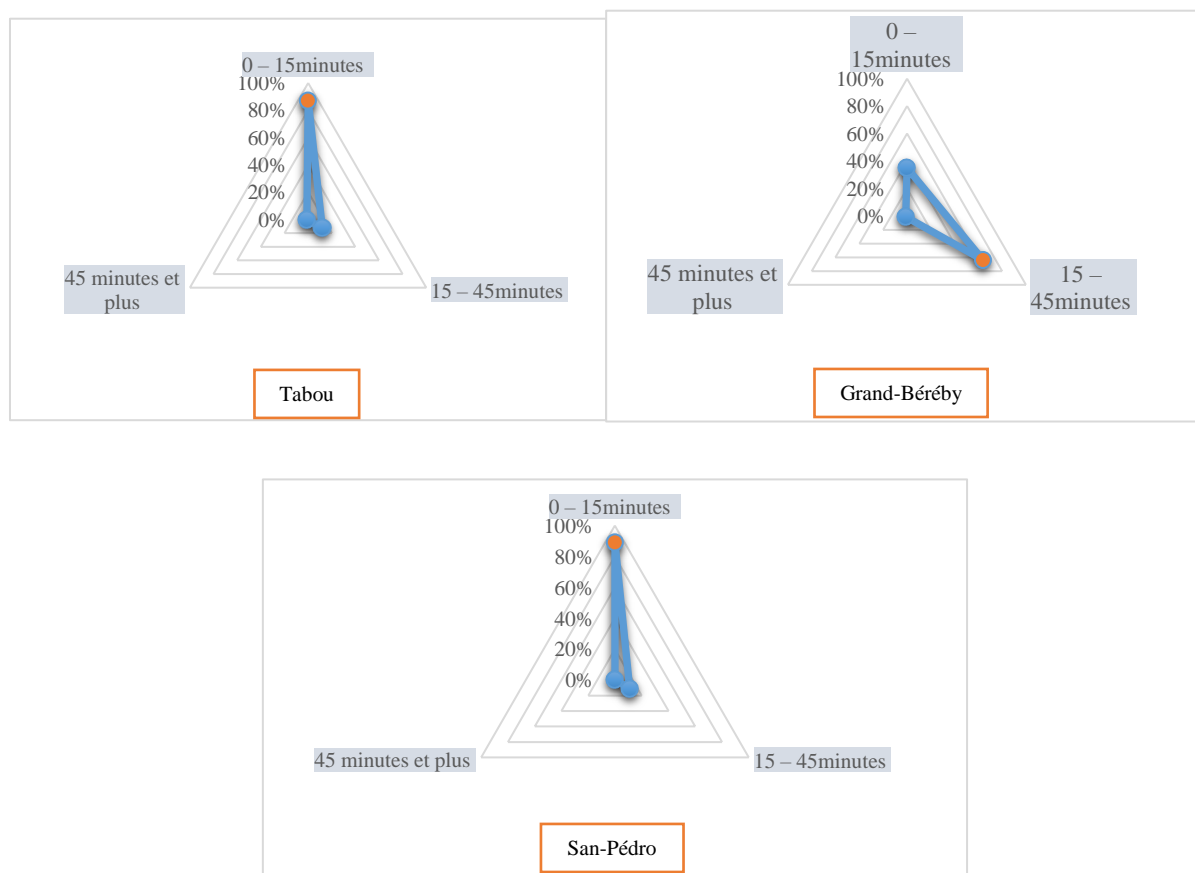 0 – 15minutes
100%
80%
60%
40%
20%
0%
45 minutes et
plus
15 – 45minutes
Tabou
0 –
15minutes
100%
80%
60%
40%
20%
0%
45 minutes et
plus
15 –
45minutes
Grand-Béréby
0 – 15minutes
100%
80%
60%
40%
20%
0%
45 minutes et plus
15 – 45minutes
San-Pédro